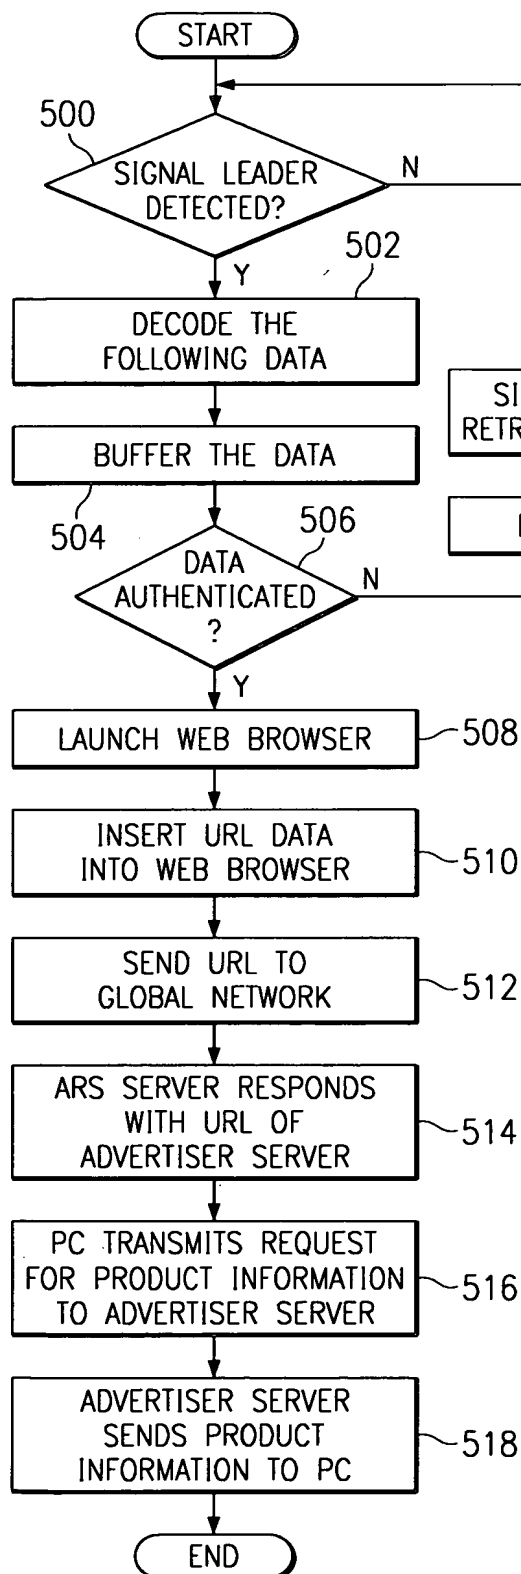 START
500
SIGNAL LEADER
DETECTED?
N
Y
502
DECODE THE
FOLLOWING DATA
BUFFER THE DATA
504
506
DATA
AUTHENTICATED
?
N
Y
LAUNCH WEB BROWSER
508
INSERT URL DATA
INTO WEB BROWSER
510
SEND URL TO
GLOBAL NETWORK
512
ARS SERVER RESPONDS
WITH URL OF
ADVERTISER SERVER
514
PC TRANSMITS REQUEST
FOR PRODUCT INFORMATION
TO ADVERTISER SERVER
516
ADVERTISER SERVER
SENDS PRODUCT
INFORMATION TO PC
518
END